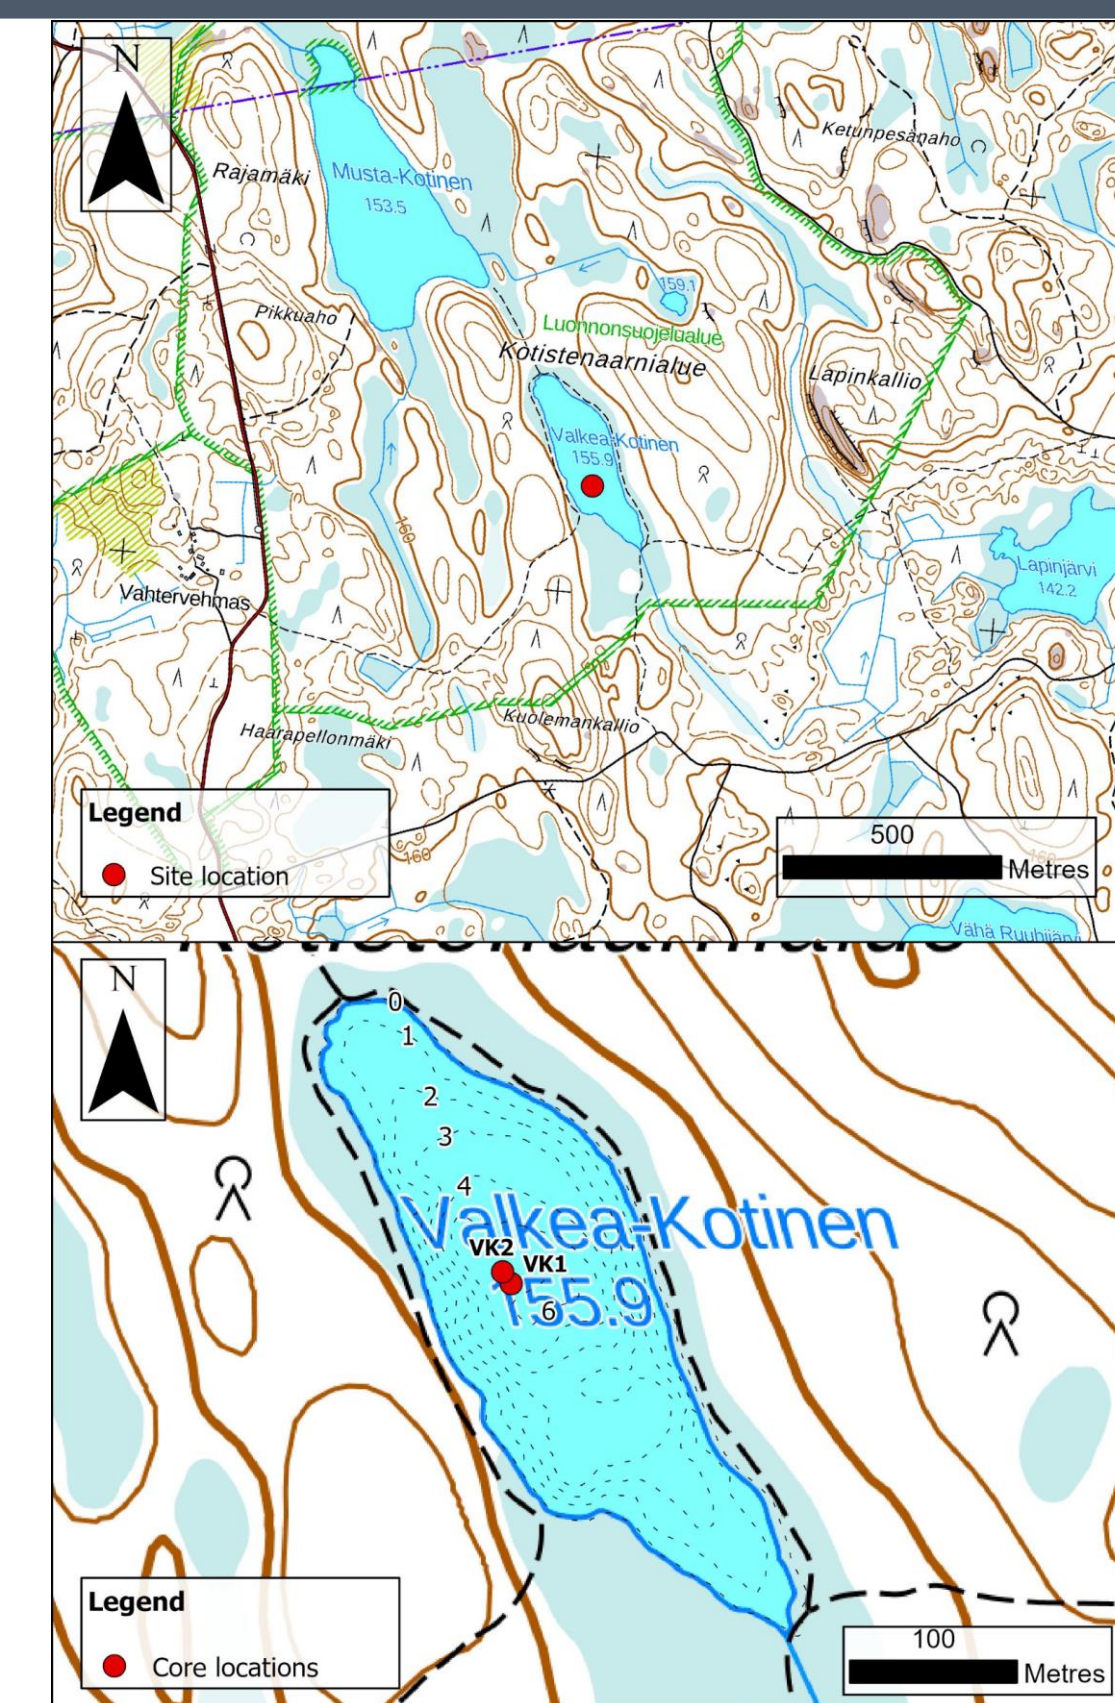 N
Rajamäki
Musta-Kotinen
153.5
Ketunpesänaho
159.1
Pikkuaho
Luonnonsuojelualue
Kotistenaarnialue
Lapinkallio
Valkea-Kotinen
155.9
160
Lapinjärvi
142.2
Vahtervehmas
Haarapellonmäki
Kuolemankallio
Legend
Site location
160
500
Metres
Vähä Ruuhijärvi
N
0
1
2
3
4
Valkea-Kotinen
VK2
VK1
155.9
6
Legend
Core locations
100
Metres